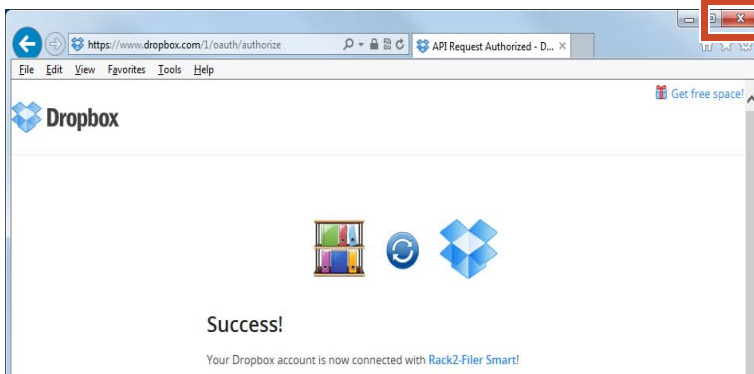 https://www.dropbox.com/1/oauth/authorize
API Request Authorized - D...
File Edit View Favorites Tools Help
Get free space!
Dropbox
Success!
Your Dropbox account is now connected with Rack2-Filer Smart!